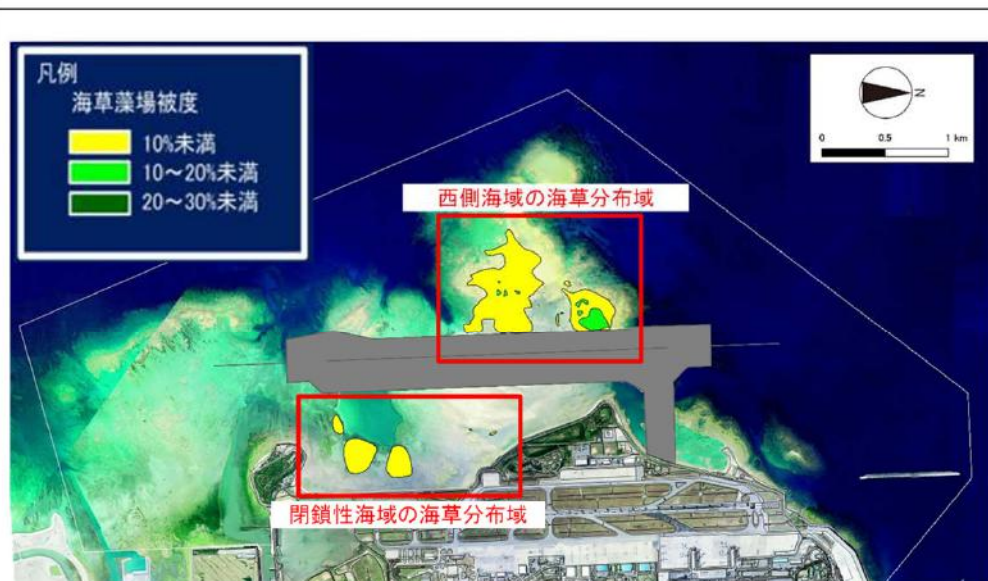 凡例
海草藻場被度
10%未満
10~20%未満
20~30%未満
N
0 0.5 1 km
西側海域の海草分布域
閉鎖性海域の海草分布域